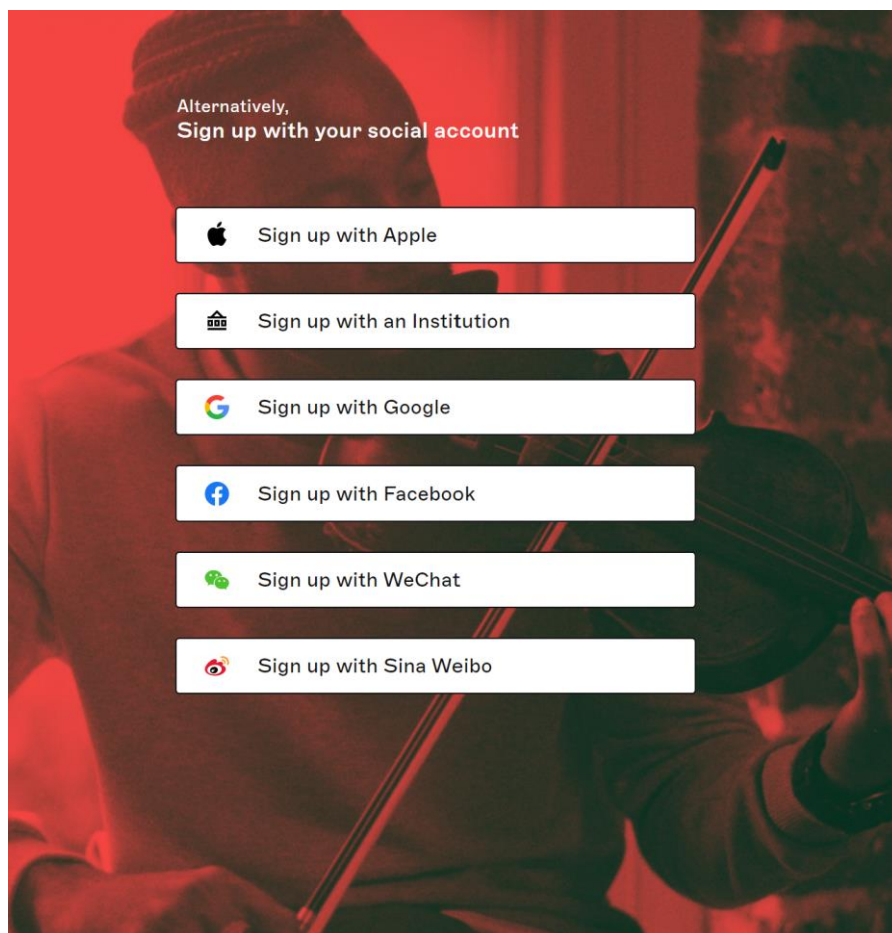 Alternatively,
Sign up with your social account
Sign up with Apple
Sign up with an Institution
Sign up with Google
Sign up with Facebook
Sign up with WeChat
Sign up with Sina Weibo